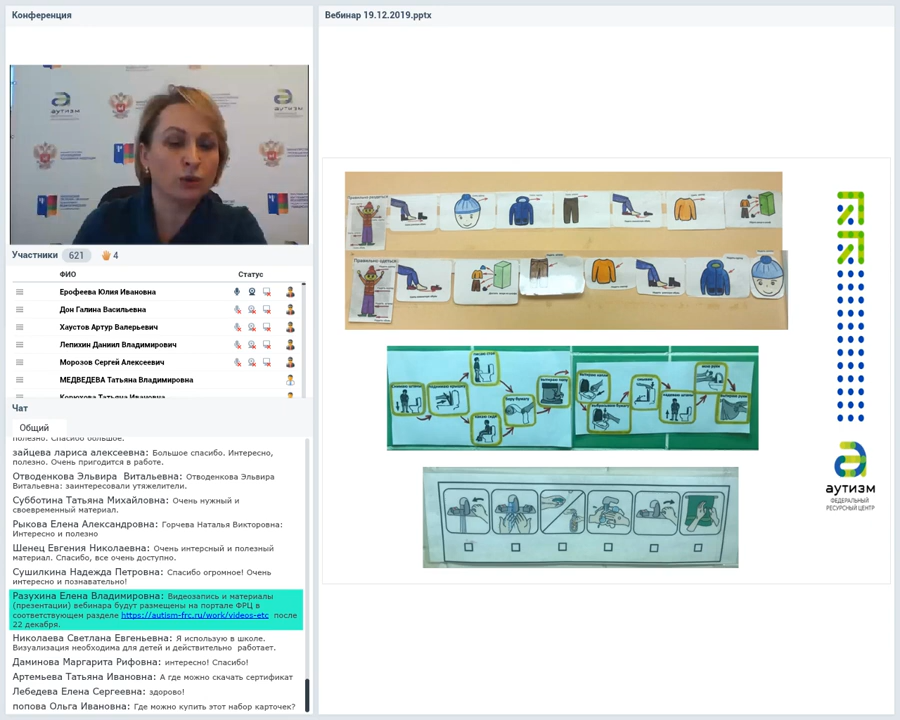 Конференция
Вебинар 19.12.2019.pptx
аутизм
аутизм
Участники 621 4
ФИО Статус
Ерофеева Юлия Ивановна
Дон Галина Васильевна
Хаустов Артур Валерьевич
Лепихин Даниил Владимирович
Морозов Сергей Алексеевич
МЕДВЕДЕВА Татьяна Владимировна
Чат
Общий
полезно. Спасибо большое.
зайцева лариса алексеевна: Большое спасибо. Интересно,
полезно. Очень пригодится в работе.
Отводенкова Эльвира Витальевна: Отводенкова Эльвира
Витальевна: заинтересовали утяжелители.
Субботина Татьяна Михайловна: Очень нужный и
своевременный материал.
Рыкова Елена Александровна: Горчева Наталья Викторовна:
Интересно и полезно
Шенец Евгения Николаевна: Очень интерсный и полезный
материал. Спасибо, все очень доступно.
Сушилкина Надежда Петровна: Спасибо огромное! Очень
интересно и познавательно!
Разухина Елена Владимировна: Видеозапись и материалы
(презентации) вебинара будут размещены на портале ФРЦ в
соответствующем разделе https://autism-frc.ru/work/videos-etc после
22 декабря.
Николаева Светлана Евгеньевна: Я использую в школе.
Визуализация необходима для детей и действительно работает.
Даминова Маргарита Рифовна: интересно! Спасибо!
Артемьева Татьяна Ивановна: А где можно скачать сертификат
Лебедева Елена Сергеевна: здорово!
попова Ольга Ивановна: Где можно купить этот набор карточек?
аутизм
ФЕДЕРАЛЬНЫЙ
РЕСУРСНЫЙ ЦЕНТР